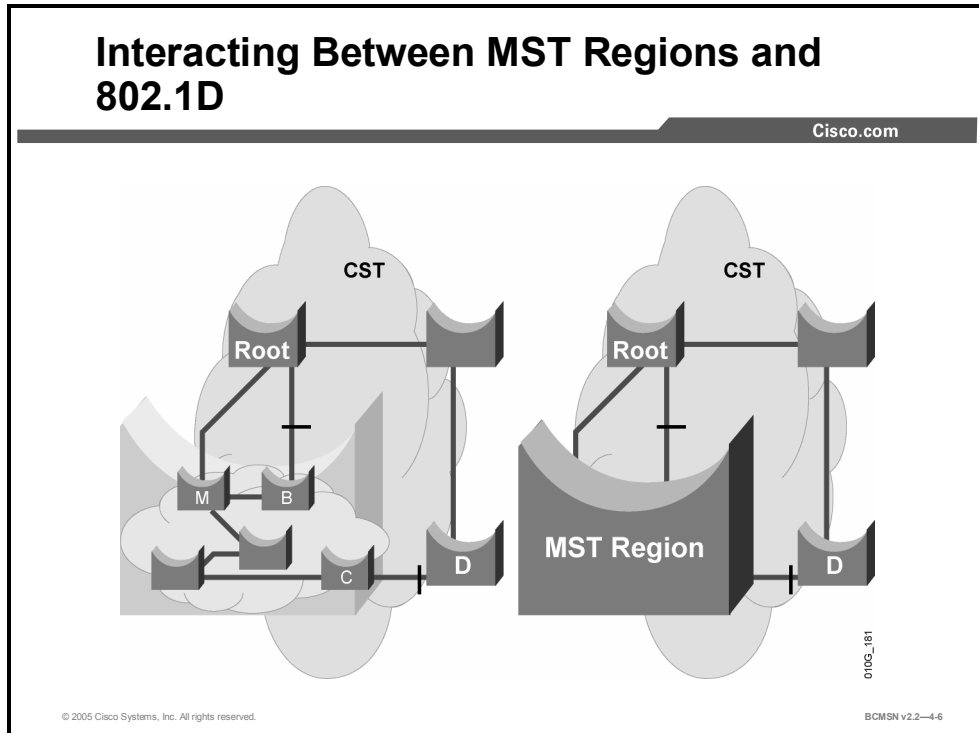 Interacting Between MST Regions and
802.1D
Cisco.com
CST
Root
M
B
C
D
CST
Root
MST Region
D
010G_181
© 2005 Cisco Systems, Inc. All rights reserved.
BCMSN v2.2—4-6